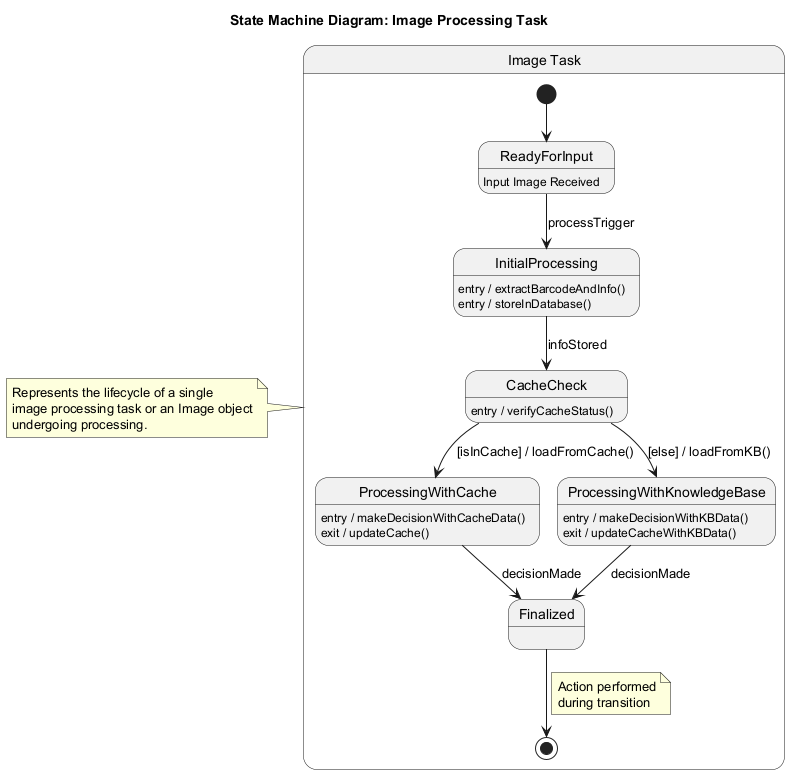 State Machine Diagram: Image Processing Task
Image Task
ReadyForInput
Input Image Received
processTrigger
InitialProcessing
entry / extractBarcodeAndInfo()
entry / storeInDatabase()
infoStored
Represents the lifecycle of a single
image processing task or an Image object
undergoing processing.
CacheCheck
entry / verifyCacheStatus()
[isInCache] / loadFromCache()
[else] / loadFromKB()
ProcessingWithCache
entry / makeDecisionWithCacheData()
exit / updateCache()
ProcessingWithKnowledgeBase
entry / makeDecisionWithKBData()
exit / updateCacheWithKBData()
decisionMade
decisionMade
Finalized
Action performed
during transition